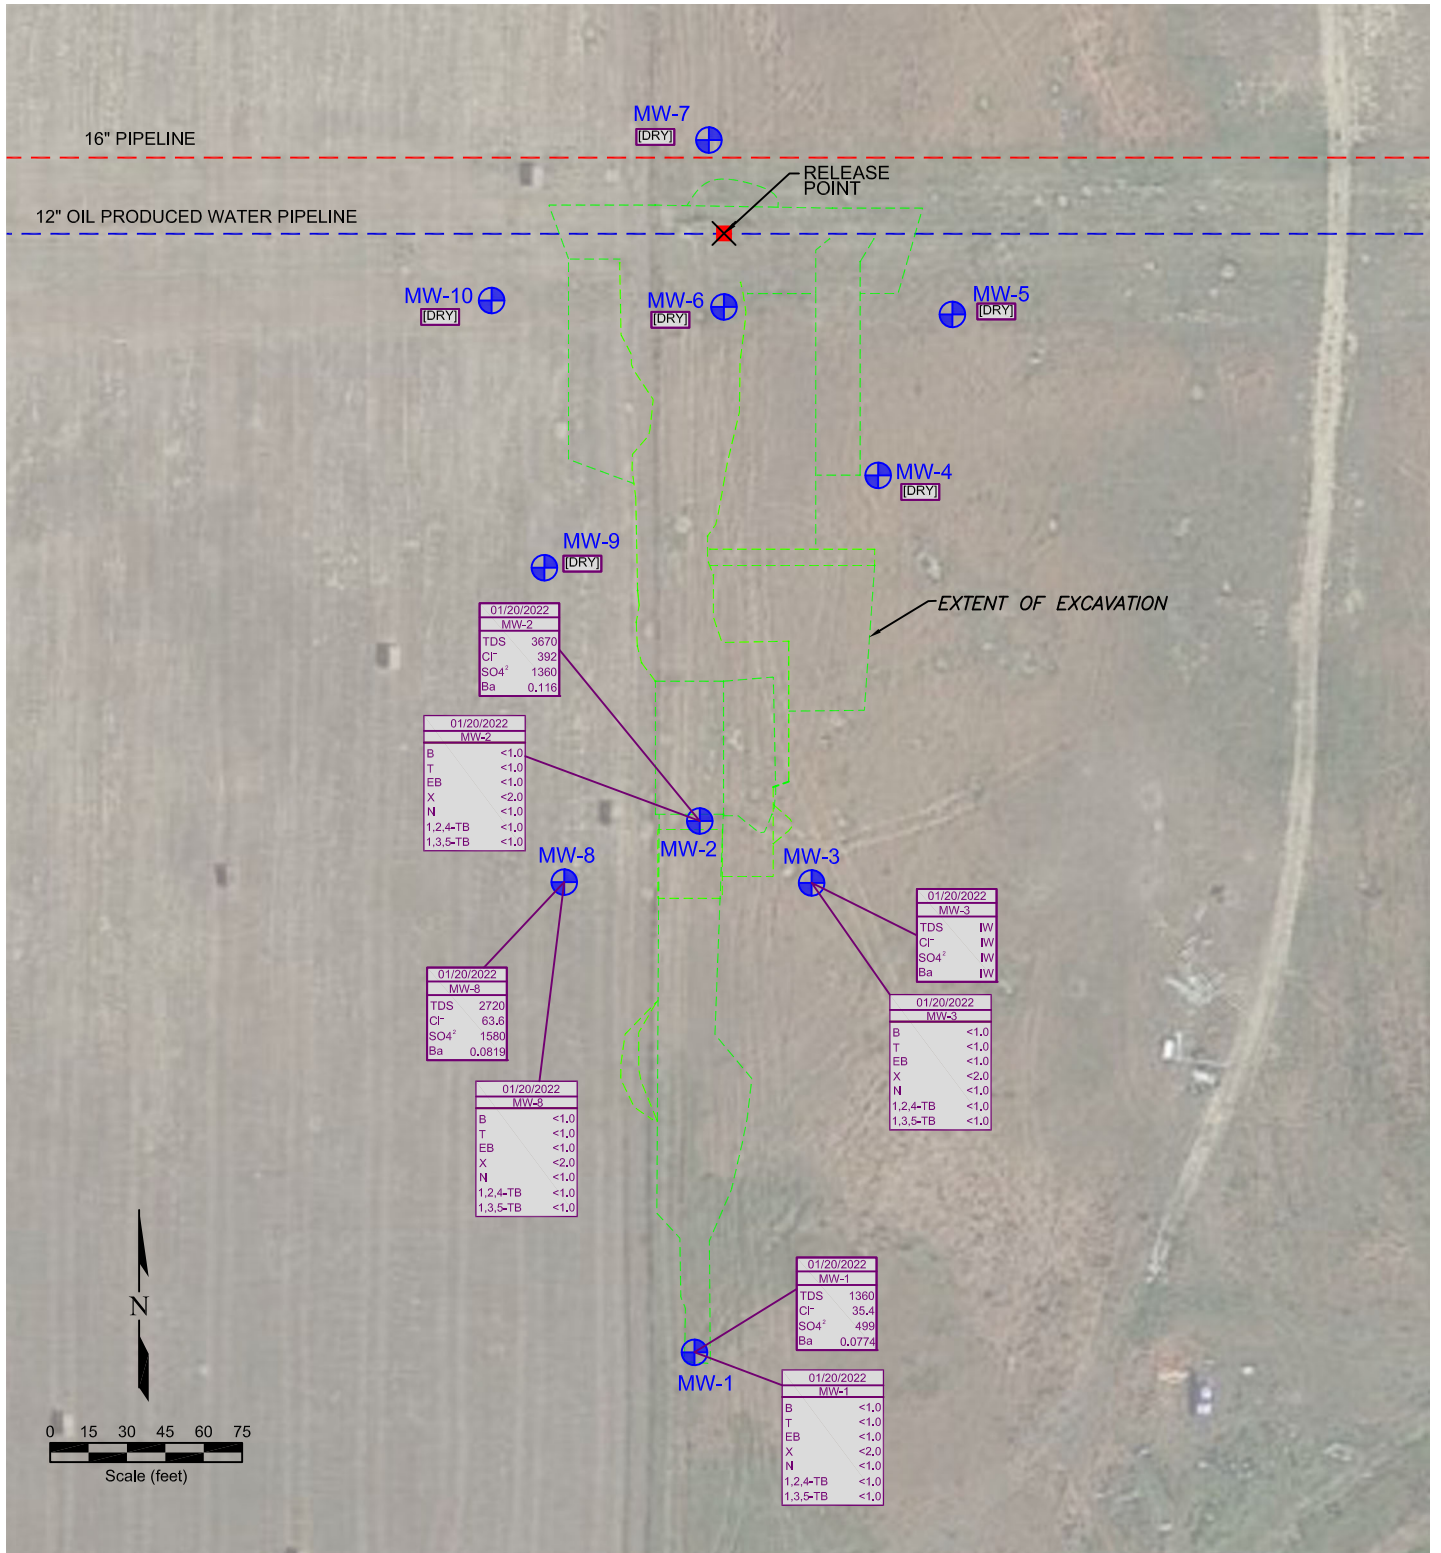 MW-7
[DRY]
16" PIPELINE
RELEASE
POINT
12" OIL PRODUCED WATER PIPELINE
MW-10
[DRY]
MW-6
[DRY]
MW-5
[DRY]
MW-4
[DRY]
MW-9
[DRY]
EXTENT OF EXCAVATION
01/20/2022
MW-2
TDS 3670
Cl⁻ 392
SO4² 1360
Ba 0.116
01/20/2022
MW-2
B <1.0
T <1.0
EB <1.0
X <2.0
N <1.0
1,2,4-TB <1.0
1,3,5-TB <1.0
MW-2
MW-8
MW-3
01/20/2022
MW-3
TDS IW
Cl⁻ IW
SO4² IW
Ba IW
01/20/2022
MW-8
TDS 2720
Cl⁻ 63.6
SO4² 1580
Ba 0.0819
01/20/2022
MW-3
B <1.0
T <1.0
EB <1.0
X <2.0
N <1.0
1,2,4-TB <1.0
1,3,5-TB <1.0
01/20/2022
MW-8
B <1.0
T <1.0
EB <1.0
X <2.0
N <1.0
1,2,4-TB <1.0
1,3,5-TB <1.0
01/20/2022
MW-1
TDS 1360
Cl⁻ 35.4
SO4² 499
Ba 0.0774
MW-1
01/20/2022
MW-1
B <1.0
T <1.0
EB <1.0
X <2.0
N <1.0
1,2,4-TB <1.0
1,3,5-TB <1.0
N
0 15 30 45 60 75
Scale (feet)